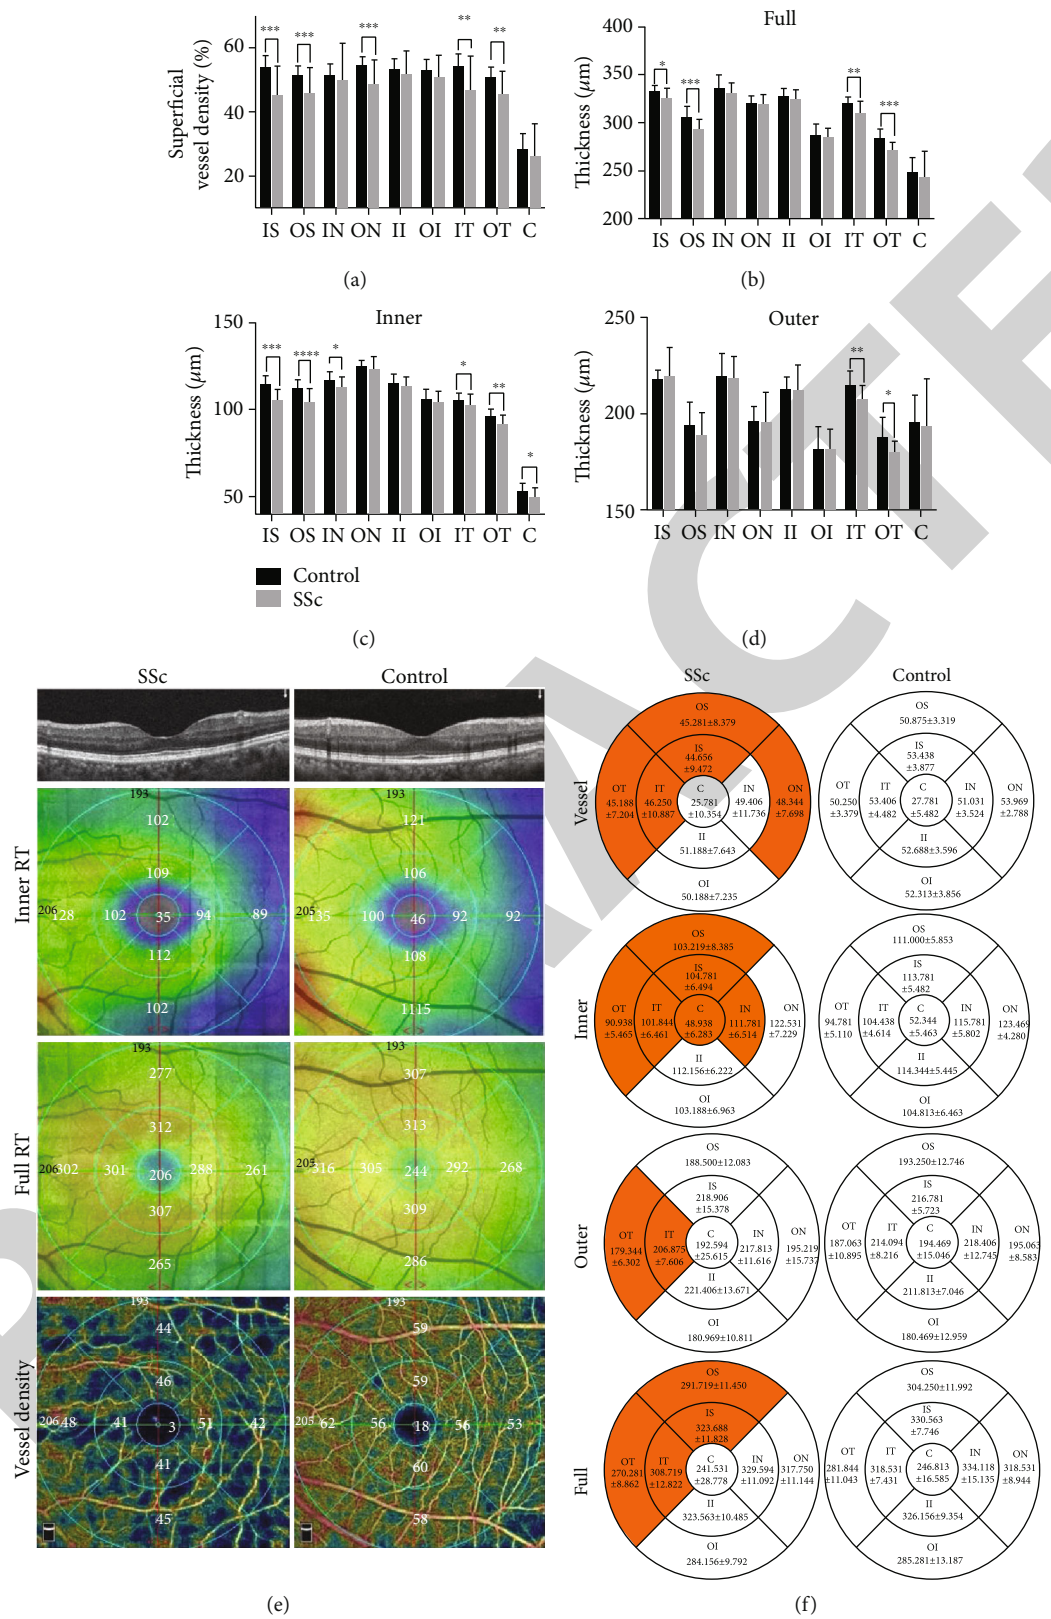 Superficial vessel density (%)
60
40
20
*** *** *** ** **
IS OS IN ON II OI IT OT C
(a)
Full
Thickness (μm)
400
350
300
250
200
* *** ** ***
IS OS IN ON II OI IT OT C
(b)
Inner
Thickness (μm)
150
100
50
*** **** * * ** *
IS OS IN ON II OI IT OT C
Control
SSc
(c)
Outer
Thickness (μm)
250
200
150
** *
IS OS IN ON II OI IT OT C
(d)
SSc Control
Inner RT
193
102
109
206 128 102 35 94 89
112
102
193
121
106
205 135 100 46 92 92
108
1115
Full RT
193
277
312
206 302 301 206 288 261
307
265
193
307
313
205 316 305 244 292 268
309
286
Vessel density
193
44
46
206 48 41 3 51 42
41
45
193
59
59
205 62 56 18 56 53
60
58
(e)
SSc Control
Vessel
OS
45.281±8.379
IS
44.656
±9.472
OT IT C IN ON
45.188 46.250 25.781 49.406 48.344
±7.204 ±10.887 ±10.354 ±11.736 ±7.698
II
51.188±7.643
OI
50.188±7.235
OS
50.875±3.319
IS
53.438
±3.877
OT IT C IN ON
50.250 53.406 27.781 51.031 53.969
±3.379 ±4.482 ±5.482 ±3.524 ±2.788
II
52.688±3.596
OI
52.313±3.856
Inner
OS
103.219±8.385
IS
104.781
±6.494
OT IT C IN ON
90.938 101.844 48.938 111.781 122.531
±5.465 ±6.461 ±6.283 ±6.514 ±7.229
II
112.156±6.222
OI
103.188±6.963
OS
111.000±5.853
IS
113.781
±5.482
OT IT C IN ON
94.781 104.438 52.344 115.781 123.469
±5.110 ±4.614 ±5.463 ±5.802 ±4.280
II
114.344±5.445
OI
104.813±6.463
Outer
OS
188.500±12.083
IS
218.906
±15.378
OT IT C IN ON
179.344 206.875 192.594 217.813 195.219
±6.302 ±7.606 ±25.615 ±11.616 ±15.737
II
221.406±13.671
OI
180.969±10.811
OS
193.250±12.746
IS
216.781
±5.723
OT IT C IN ON
187.063 214.094 194.469 218.406 195.063
±10.895 ±8.216 ±15.046 ±12.745 ±8.583
II
211.813±7.046
OI
180.469±12.959
Full
OS
291.719±11.450
IS
323.688
±11.828
OT IT C IN ON
270.281 308.719 241.531 329.594 317.750
±8.862 ±12.822 ±28.778 ±11.092 ±11.144
II
323.563±10.485
OI
284.156±9.792
OS
304.250±11.992
IS
330.563
±7.746
OT IT C IN ON
281.844 318.531 246.813 334.118 318.531
±11.043 ±7.431 ±16.585 ±15.135 ±8.944
II
326.156±9.354
OI
285.281±13.187
(f)